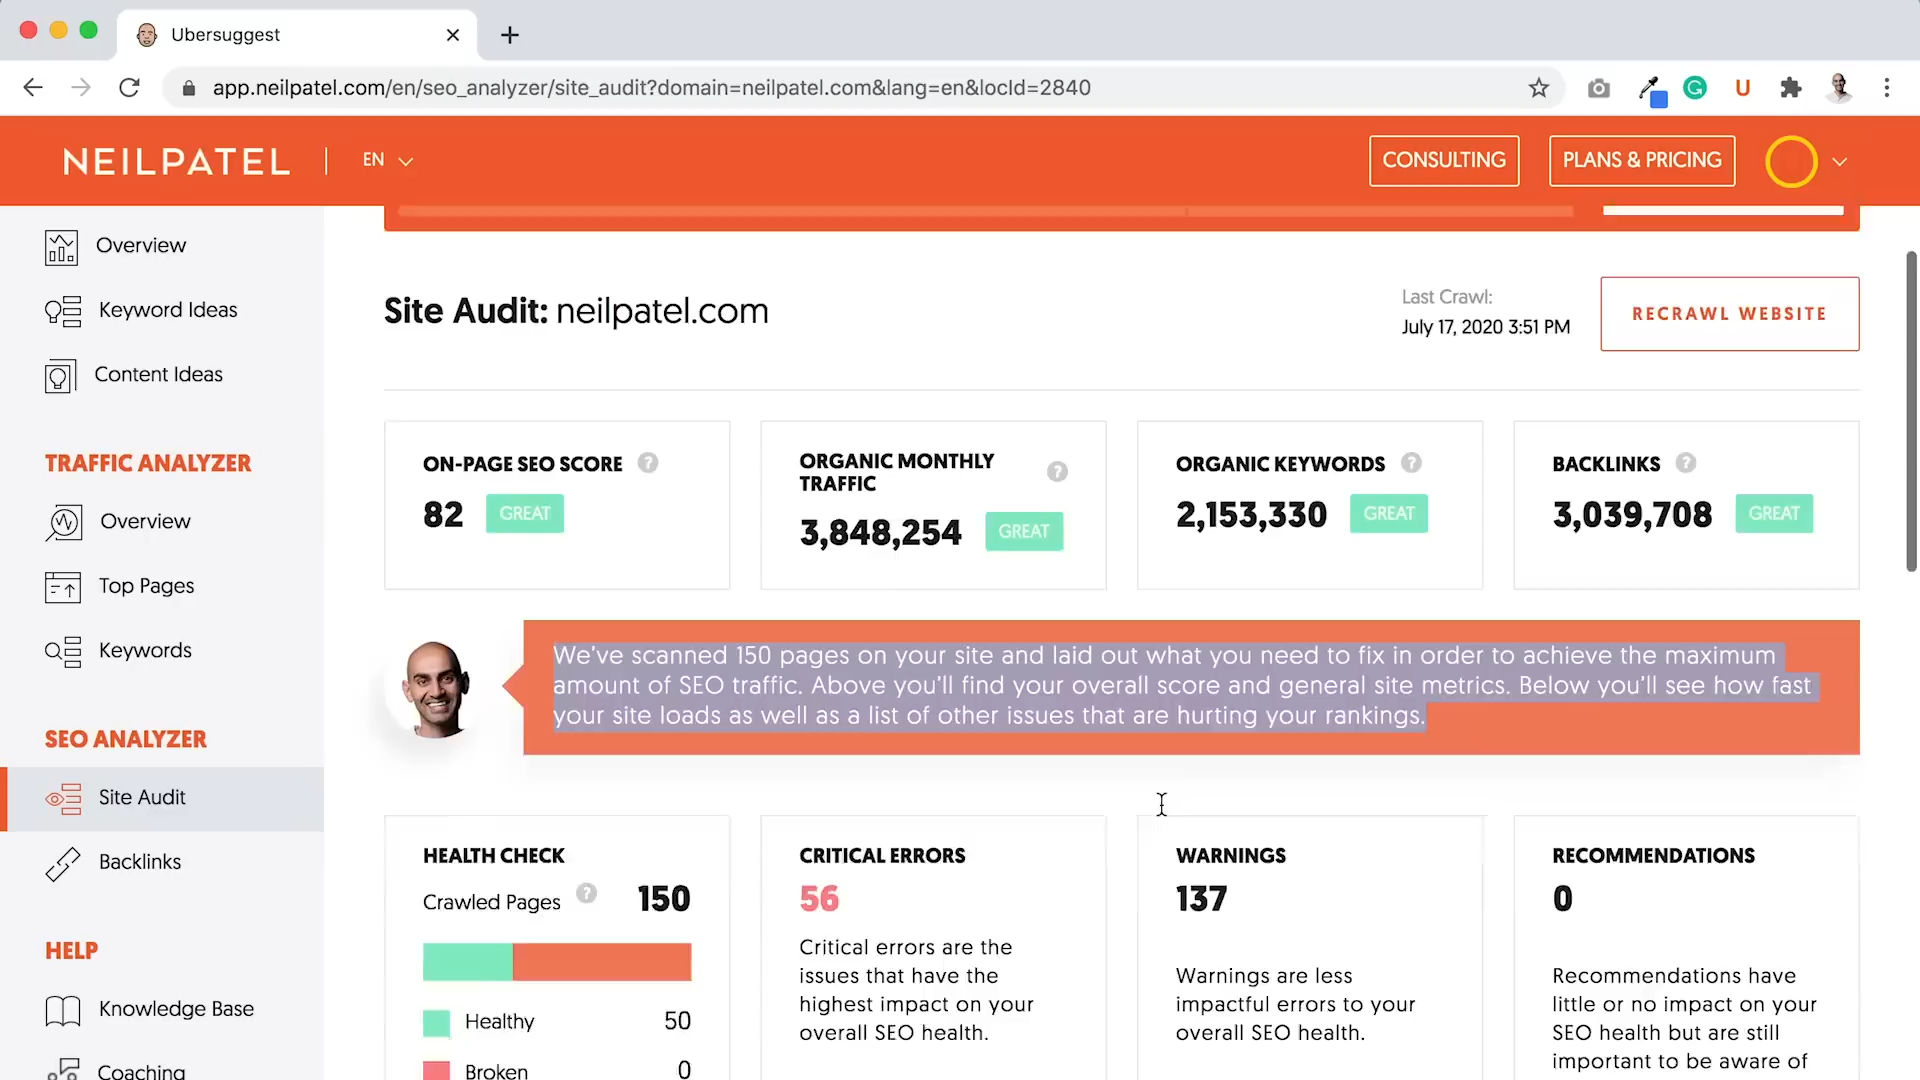 Ubersuggest
app.neilpatel.com/en/seo_analyzer/site_audit?domain=neilpatel.com&lang=en&locId=2840
NEILPATEL
EN
CONSULTING
PLANS & PRICING
Overview
Keyword Ideas
Content Ideas
TRAFFIC ANALYZER
Overview
Top Pages
Keywords
SEO ANALYZER
Site Audit
Backlinks
HELP
Knowledge Base
Coaching
Site Audit: neilpatel.com
Last Crawl:
July 17, 2020 3:51 PM
RECRAWL WEBSITE
ON-PAGE SEO SCORE ?
82 GREAT
ORGANIC MONTHLY
TRAFFIC ?
3,848,254 GREAT
ORGANIC KEYWORDS ?
2,153,330 GREAT
BACKLINKS ?
3,039,708 GREAT
We've scanned 150 pages on your site and laid out what you need to fix in order to achieve the maximum
amount of SEO traffic. Above you'll find your overall score and general site metrics. Below you'll see how fast
your site loads as well as a list of other issues that are hurting your rankings.
HEALTH CHECK
Crawled Pages ? 150
Healthy 50
Broken 0
CRITICAL ERRORS
56
Critical errors are the
issues that have the
highest impact on your
overall SEO health.
WARNINGS
137
Warnings are less
impactful errors to your
overall SEO health.
RECOMMENDATIONS
0
Recommendations have
little or no impact on your
SEO health but are still
important to be aware of